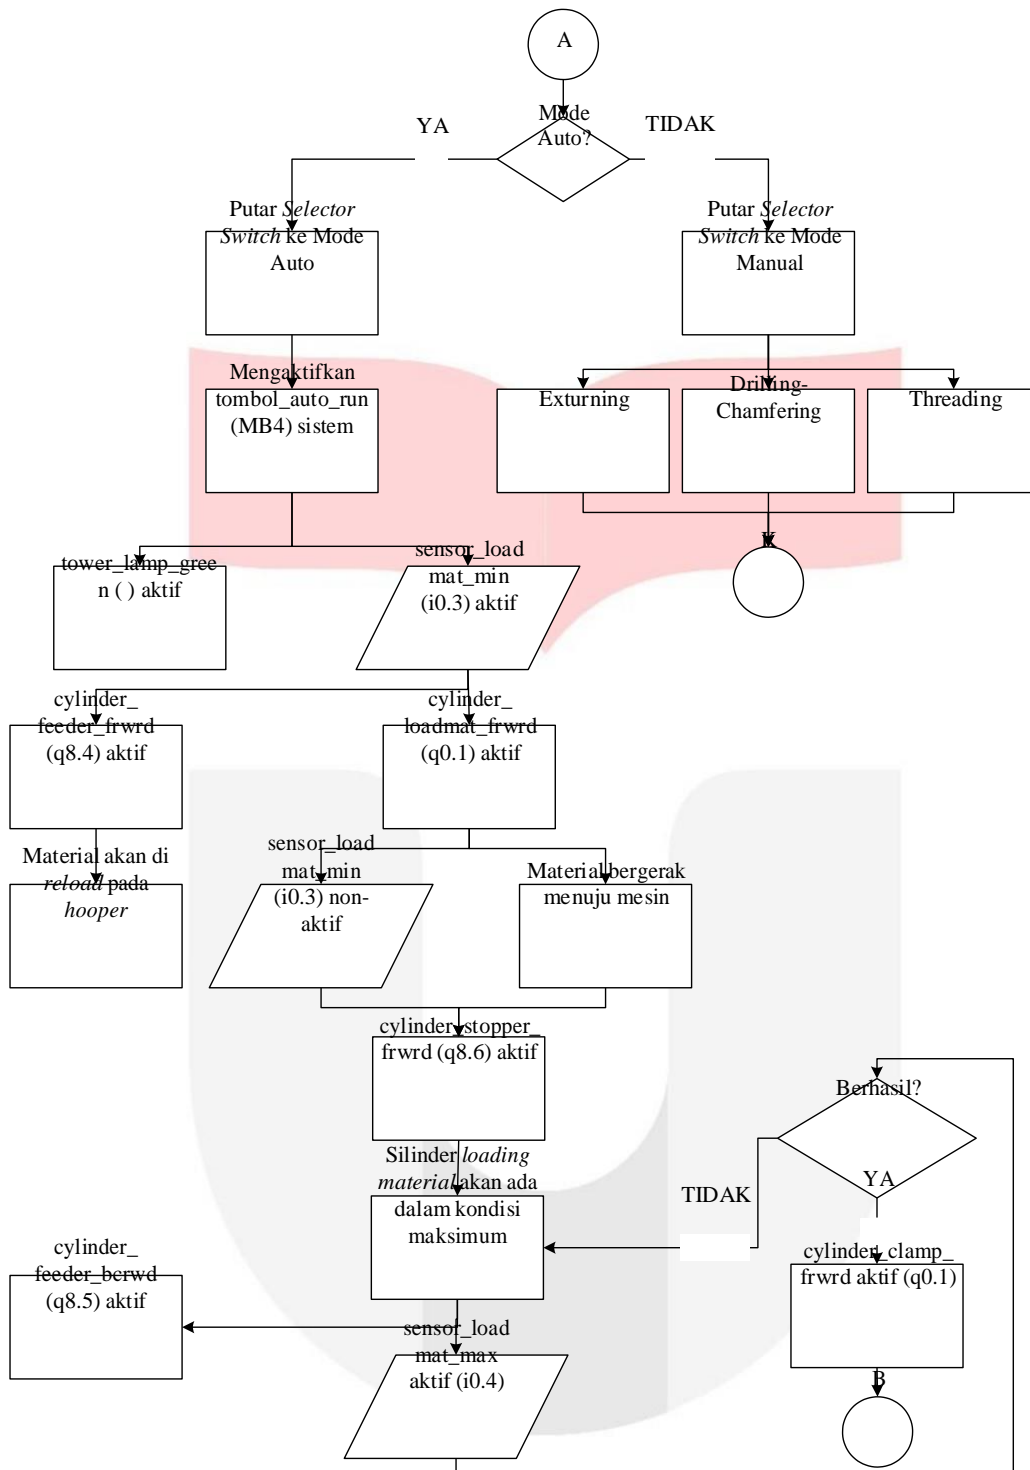 A
Mode
Auto?
YA
TIDAK
Putar Selector
Switch ke Mode
Auto
Putar Selector
Switch ke Mode
Manual
Mengaktifkan
tombol_auto_run
(MB4) sistem
Exturning
Drilling-
Chamfering
Threading
K
tower_lamp_gree
n ( ) aktif
sensor_load
mat_min
(i0.3) aktif
cylinder_
feeder_frwrd
(q8.4) aktif
cylinder_
loadmat_frwrd
(q0.1) aktif
Material akan di
reload pada
hooper
sensor_load
mat_min
(i0.3) non-
aktif
Material bergerak
menuju mesin
cylinder_stopper_
frwrd (q8.6) aktif
Berhasil?
YA
TIDAK
Silinder loading
material akan ada
dalam kondisi
maksimum
cylinder_clamp_
frwrd aktif (q0.1)
cylinder_
feeder_bcrwd
(q8.5) aktif
sensor_load
mat_max
aktif (i0.4)
B